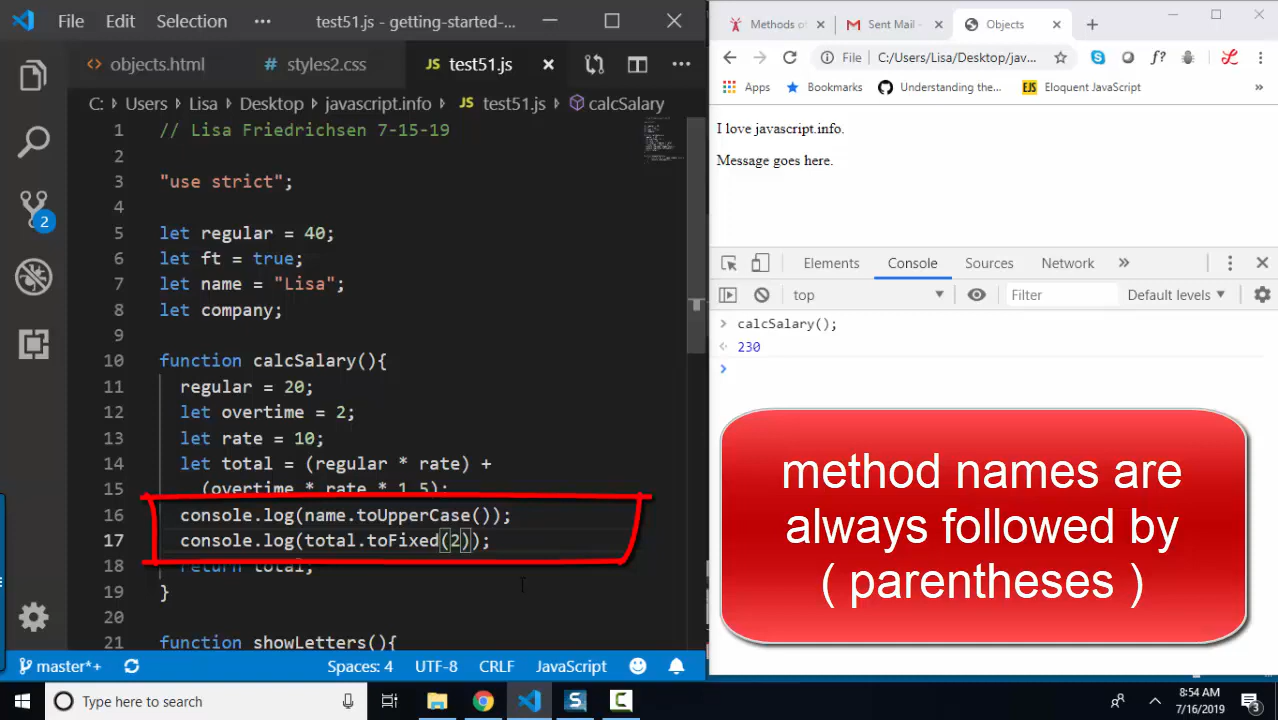 File Edit Selection ··· test51.js - getting-started-...
objects.html styles2.css JS test51.js
C: Users Lisa Desktop javascript.info JS test51.js calcSalary
1 // Lisa Friedrichsen 7-15-19
2
3 "use strict";
4
5 let regular = 40;
6 let ft = true;
7 let name = "Lisa";
8 let company;
9
10 function calcSalary(){
11 regular = 20;
12 let overtime = 2;
13 let rate = 10;
14 let total = (regular * rate) +
15 (overtime * rate * 1.5);
16 console.log(name.toUpperCase());
17 console.log(total.toFixed(2));
18 return total;
19 }
20
21 function showLetters(){
2
master*+ Spaces: 4 UTF-8 CRLF JavaScript
Methods of Sent Mail - Objects
File C:/Users/Lisa/Desktop/jav... f?
Apps Bookmarks Understanding the... EJS Eloquent JavaScript »
I love javascript.info.
Message goes here.
Elements Console Sources Network »
top Filter Default levels
calcSalary();
230
method names are
always followed by
( parentheses )
Type here to search
8:54 AM
7/16/2019
3